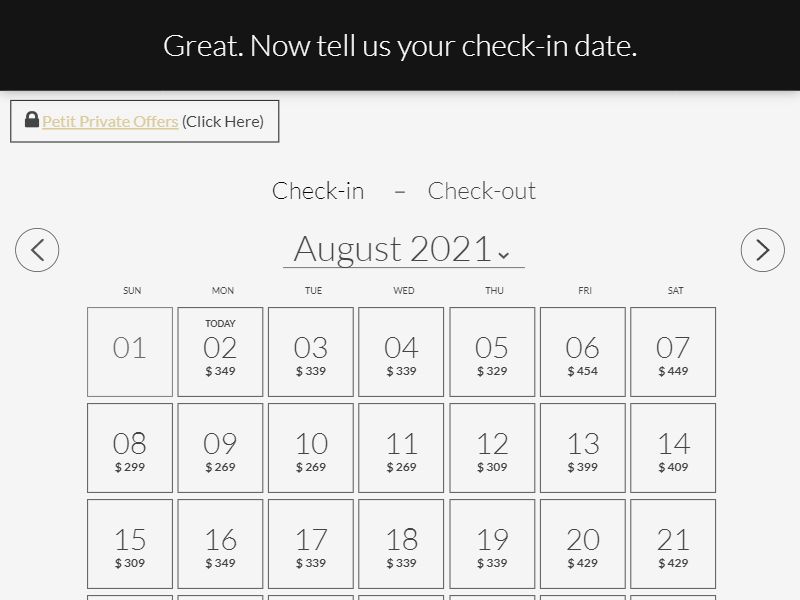 Great. Now tell us your check-in date.
Petit Private Offers (Click Here)
Check-in – Check-out
August 2021
SUN MON TUE WED THU FRI SAT
TODAY
01 02 03 04 05 06 07
$ 349 $ 339 $ 339 $ 329 $ 454 $ 449
08 09 10 11 12 13 14
$ 299 $ 269 $ 269 $ 269 $ 309 $ 399 $ 409
15 16 17 18 19 20 21
$ 309 $ 349 $ 339 $ 339 $ 339 $ 429 $ 429